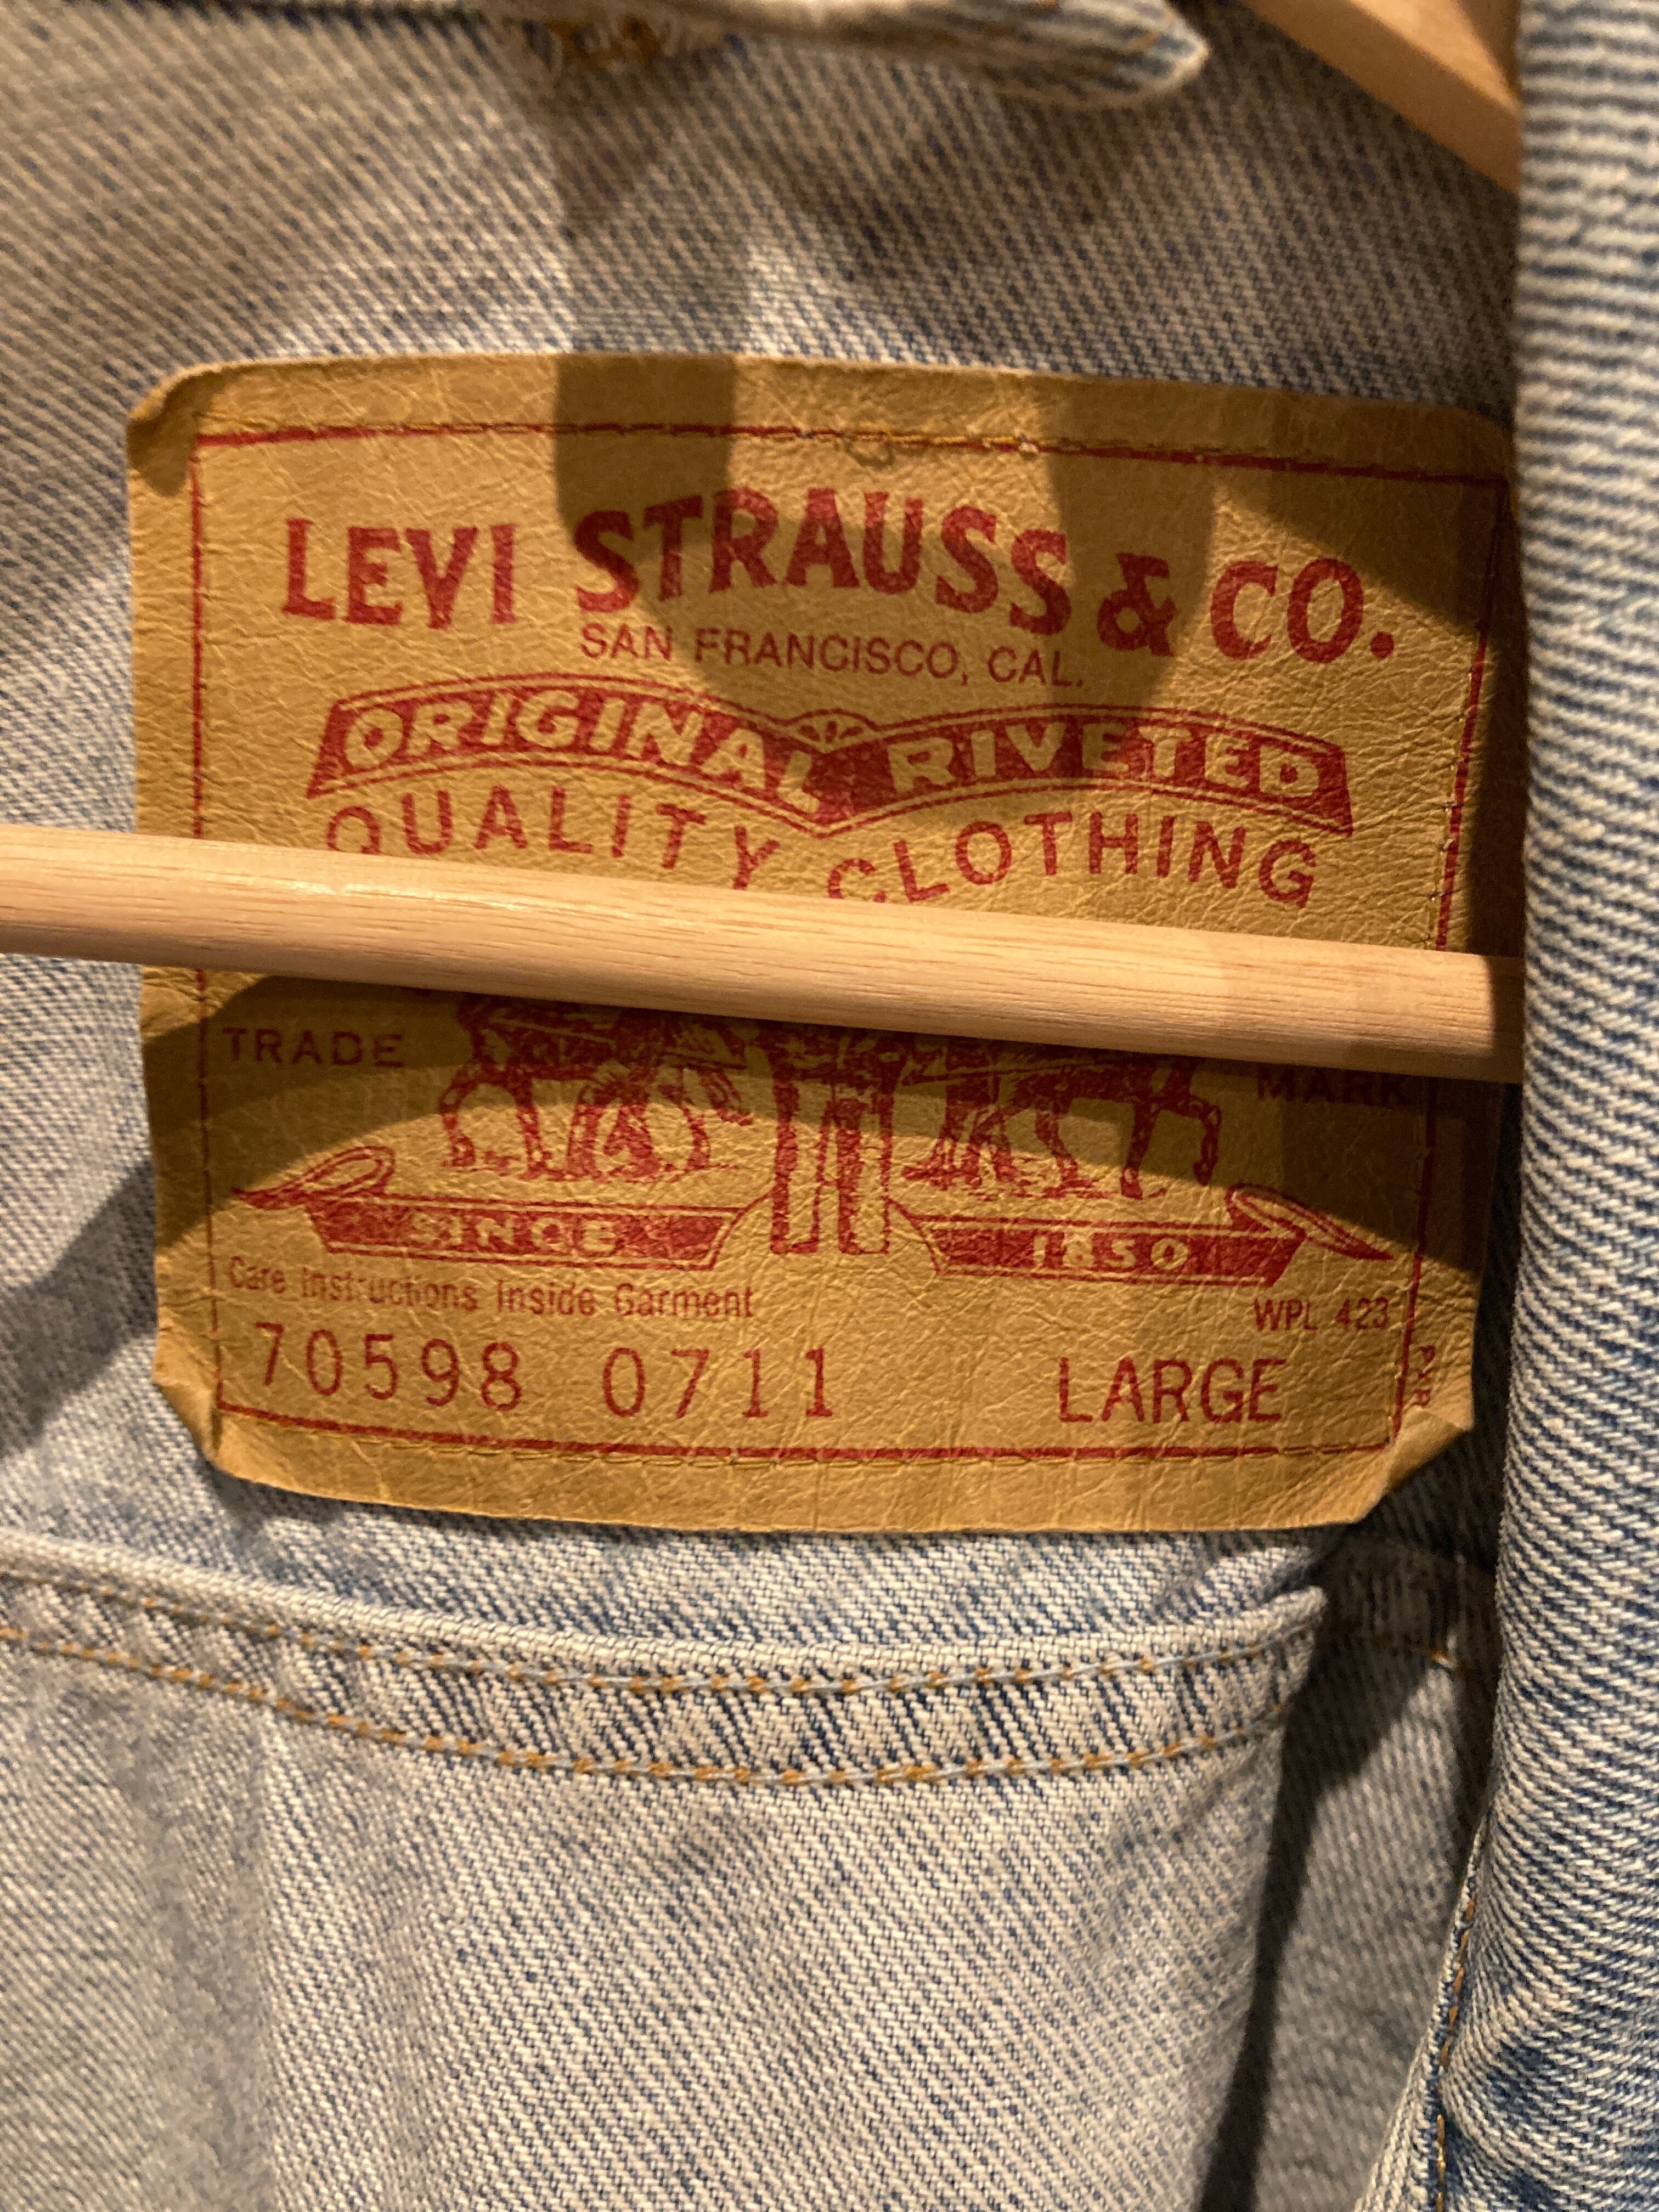 LEVI STRAUSS & CO.
SAN FRANCISCO, CAL.
ORIGINAL RIVETED
QUALITY CLOTHING
TRADE MARK
SINCE 1850
Care Instructions Inside Garment
WPL 423
70598 0711 LARGE